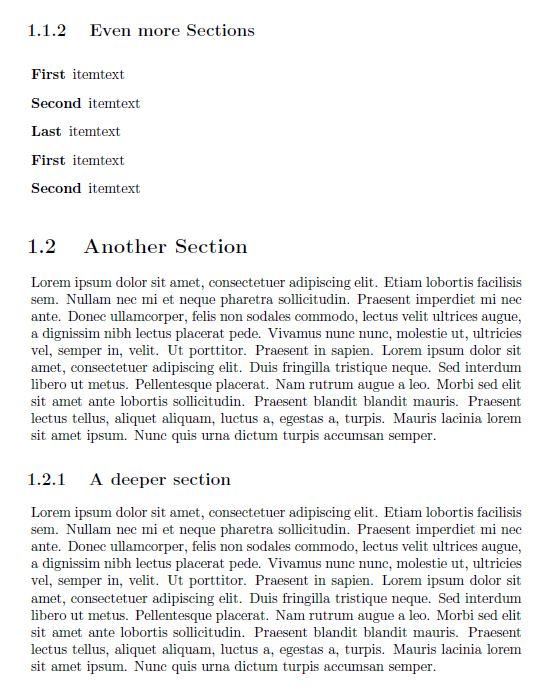 1.1.2 Even more Sections
First itemtext
Second itemtext
Last itemtext
First itemtext
Second itemtext
1.2 Another Section
Lorem ipsum dolor sit amet, consectetuer adipiscing elit. Etiam lobortis facilisis
sem. Nullam nec mi et neque pharetra sollicitudin. Praesent imperdiet mi nec
ante. Donec ullamcorper, felis non sodales commodo, lectus velit ultrices augue,
a dignissim nibh lectus placerat pede. Vivamus nunc nunc, molestie ut, ultricies
vel, semper in, velit. Ut porttitor. Praesent in sapien. Lorem ipsum dolor sit
amet, consectetuer adipiscing elit. Duis fringilla tristique neque. Sed interdum
libero ut metus. Pellentesque placerat. Nam rutrum augue a leo. Morbi sed elit
sit amet ante lobortis sollicitudin. Praesent blandit blandit mauris. Praesent
lectus tellus, aliquet aliquam, luctus a, egestas a, turpis. Mauris lacinia lorem
sit amet ipsum. Nunc quis urna dictum turpis accumsan semper.
1.2.1 A deeper section
Lorem ipsum dolor sit amet, consectetuer adipiscing elit. Etiam lobortis facilisis
sem. Nullam nec mi et neque pharetra sollicitudin. Praesent imperdiet mi nec
ante. Donec ullamcorper, felis non sodales commodo, lectus velit ultrices augue,
a dignissim nibh lectus placerat pede. Vivamus nunc nunc, molestie ut, ultricies
vel, semper in, velit. Ut porttitor. Praesent in sapien. Lorem ipsum dolor sit
amet, consectetuer adipiscing elit. Duis fringilla tristique neque. Sed interdum
libero ut metus. Pellentesque placerat. Nam rutrum augue a leo. Morbi sed elit
sit amet ante lobortis sollicitudin. Praesent blandit blandit mauris. Praesent
lectus tellus, aliquet aliquam, luctus a, egestas a, turpis. Mauris lacinia lorem
sit amet ipsum. Nunc quis urna dictum turpis accumsan semper.